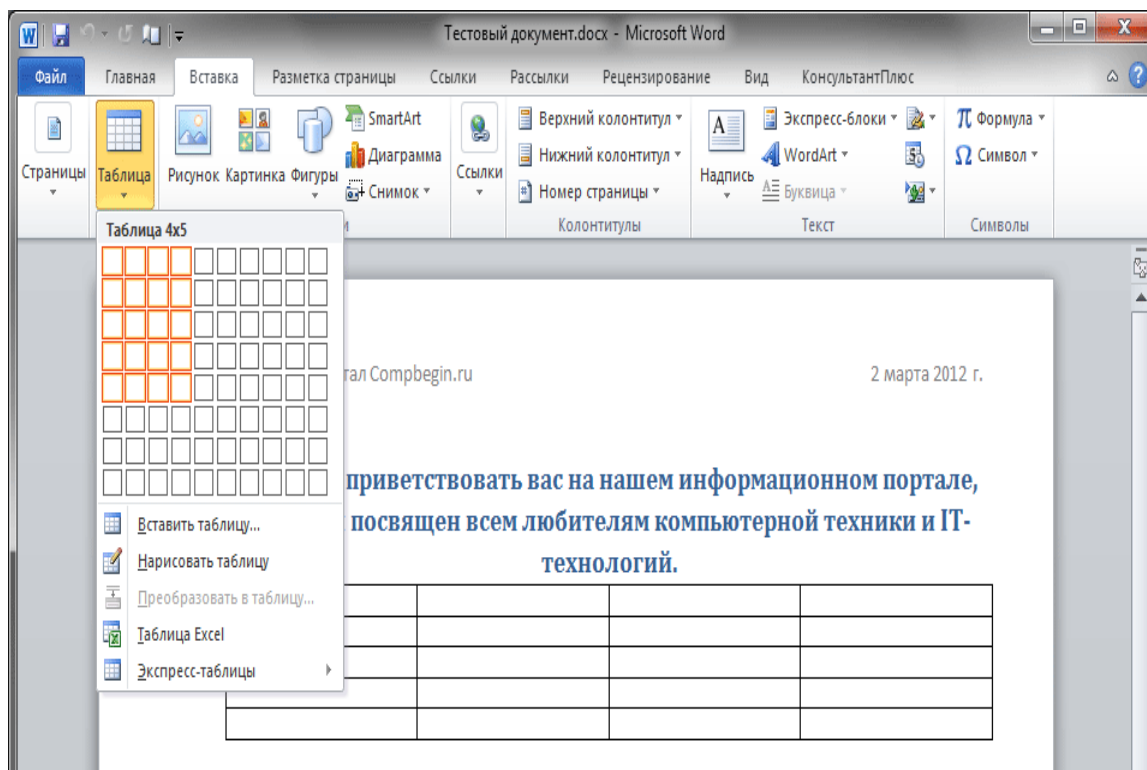 Тестовый документ.docx - Microsoft Word
Файл Главная Вставка Разметка страницы Ссылки Рассылки Рецензирование Вид КонсультантПлюс
Страницы
Таблица
Рисунок
Картинка
Фигуры
SmartArt
Диаграмма
Снимок
Ссылки
Верхний колонтитул
Нижний колонтитул
Номер страницы
Колонтитулы
Надпись
Экспресс-блоки
WordArt
Буквица
Текст
π Формула
Ω Символ
Символы
Таблица 4x5
Вставить таблицу...
Нарисовать таблицу
Преобразовать в таблицу...
Таблица Excel
Экспресс-таблицы
Compbegin.ru 2 марта 2012 г.
приветствовать вас на нашем информационном портале,
посвящен всем любителям компьютерной техники и IT-
технологий.